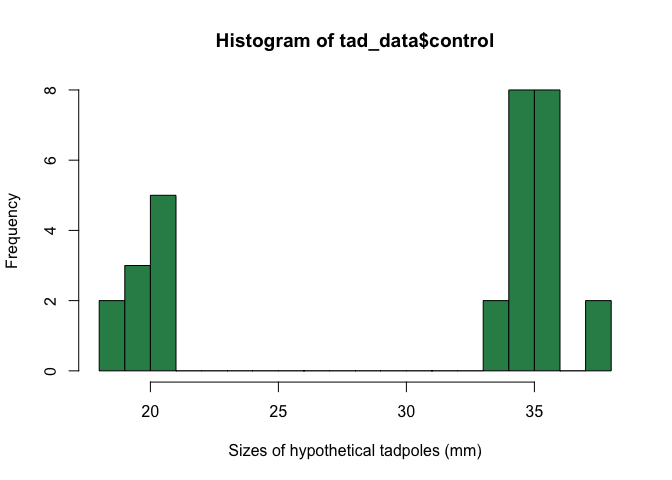 Histogram of tad_data$control
Frequency
8
6
4
2
0
20 25 30 35
Sizes of hypothetical tadpoles (mm)